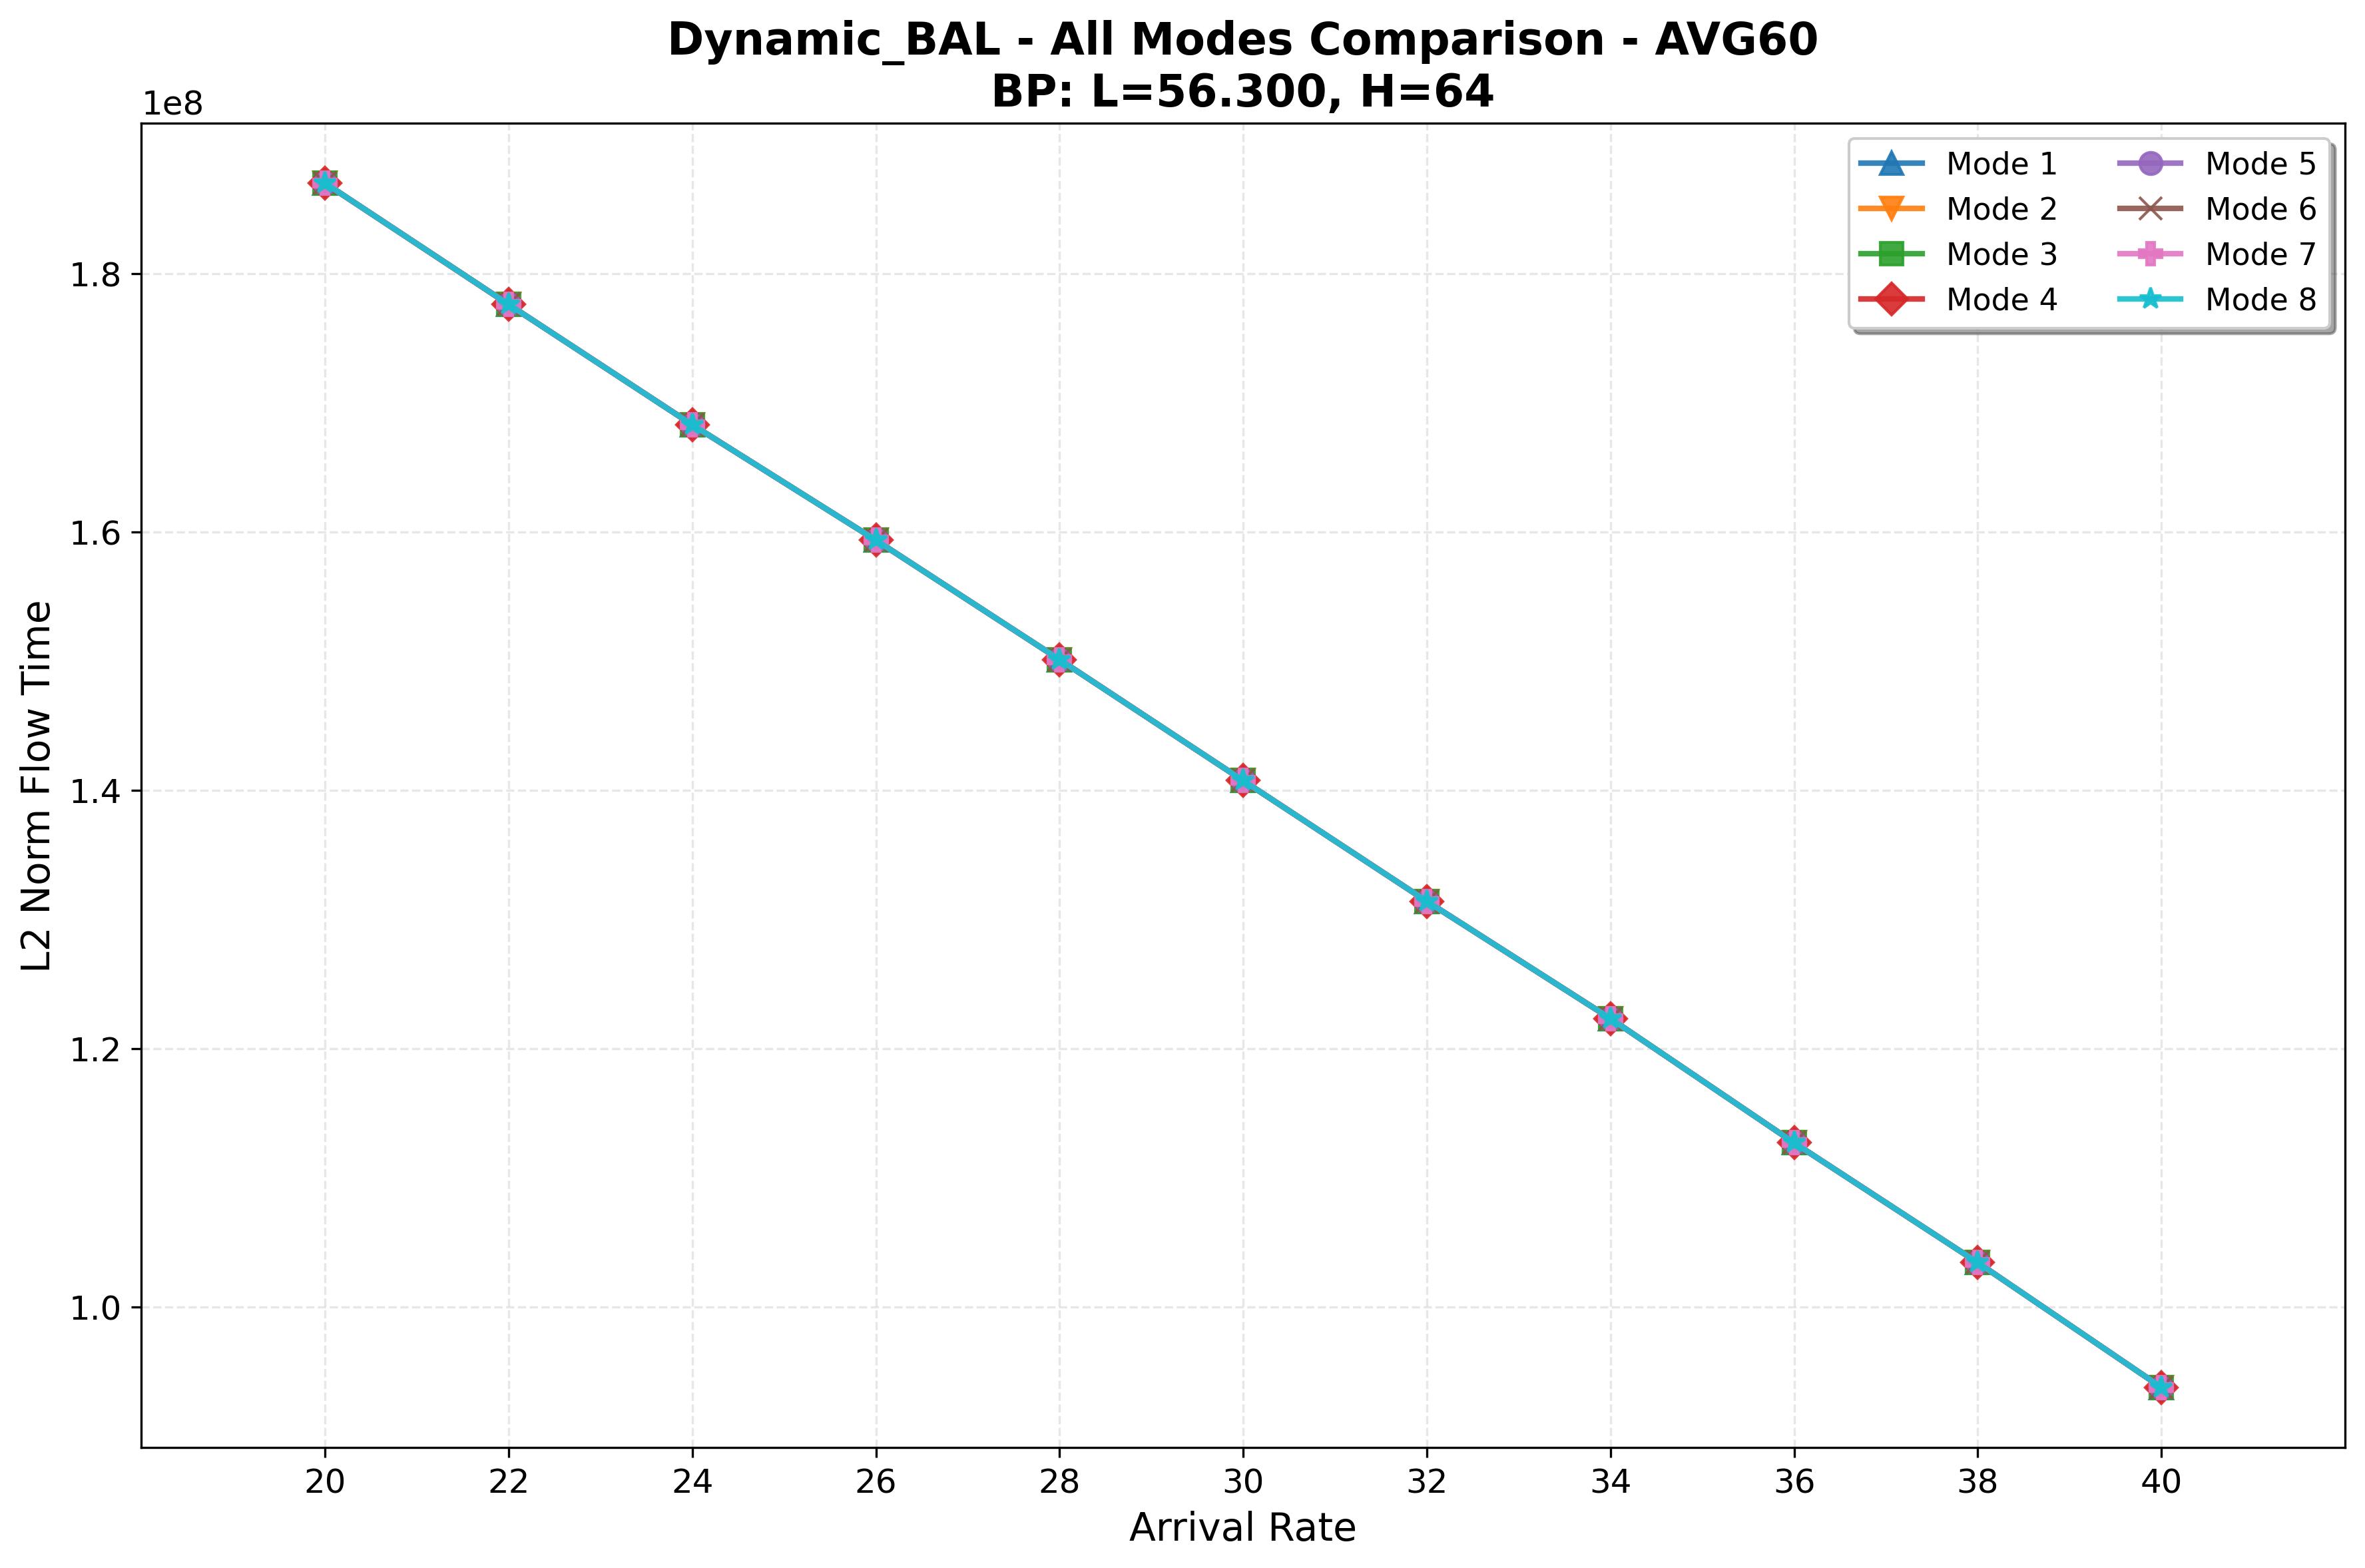 Dynamic_BAL - All Modes Comparison - AVG60
BP: L=56.300, H=64
1e8
Mode 1
Mode 2
Mode 3
Mode 4
Mode 5
Mode 6
Mode 7
Mode 8
L2 Norm Flow Time
1.8
1.6
1.4
1.2
1.0
20 22 24 26 28 30 32 34 36 38 40
Arrival Rate